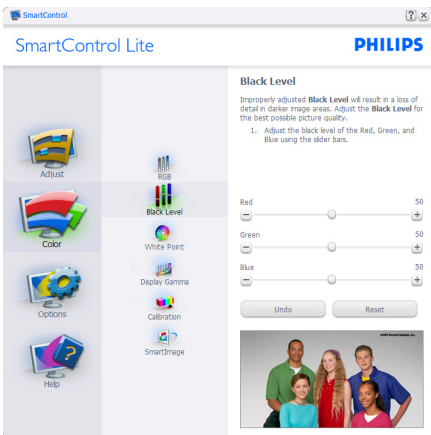 SmartControl
SmartControl Lite
PHILIPS
Adjust
Color
Options
Help
RGB
Black Level
White Point
Display Gamma
Calibration
SmartImage
Black Level
Improperly adjusted Black Level will result in a loss of
detail in darker image areas. Adjust the Black Level for
the best possible picture quality.
1. Adjust the black level of the Red, Green, and
Blue using the slider bars.
Red 50
Green 50
Blue 50
Undo Reset